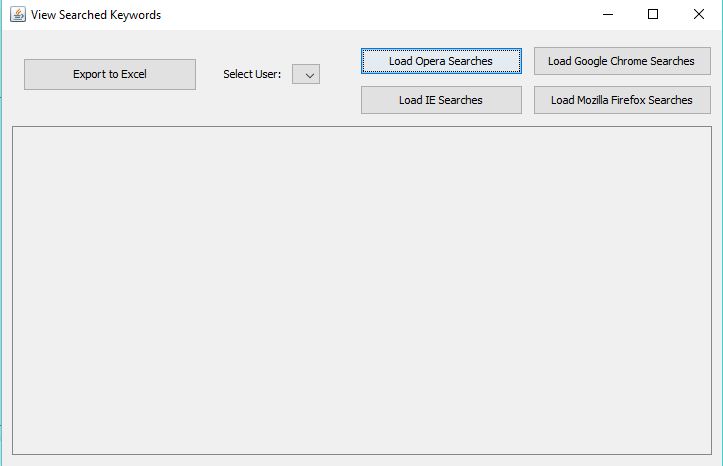 View Searched Keywords
Export to Excel
Select User:
Load Opera Searches
Load Google Chrome Searches
Load IE Searches
Load Mozilla Firefox Searches